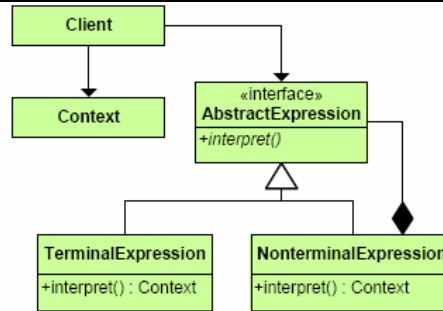 Client
Context
«interface»
AbstractExpression
+interpret()
TerminalExpression
+interpret() : Context
NonterminalExpression
+interpret() : Context